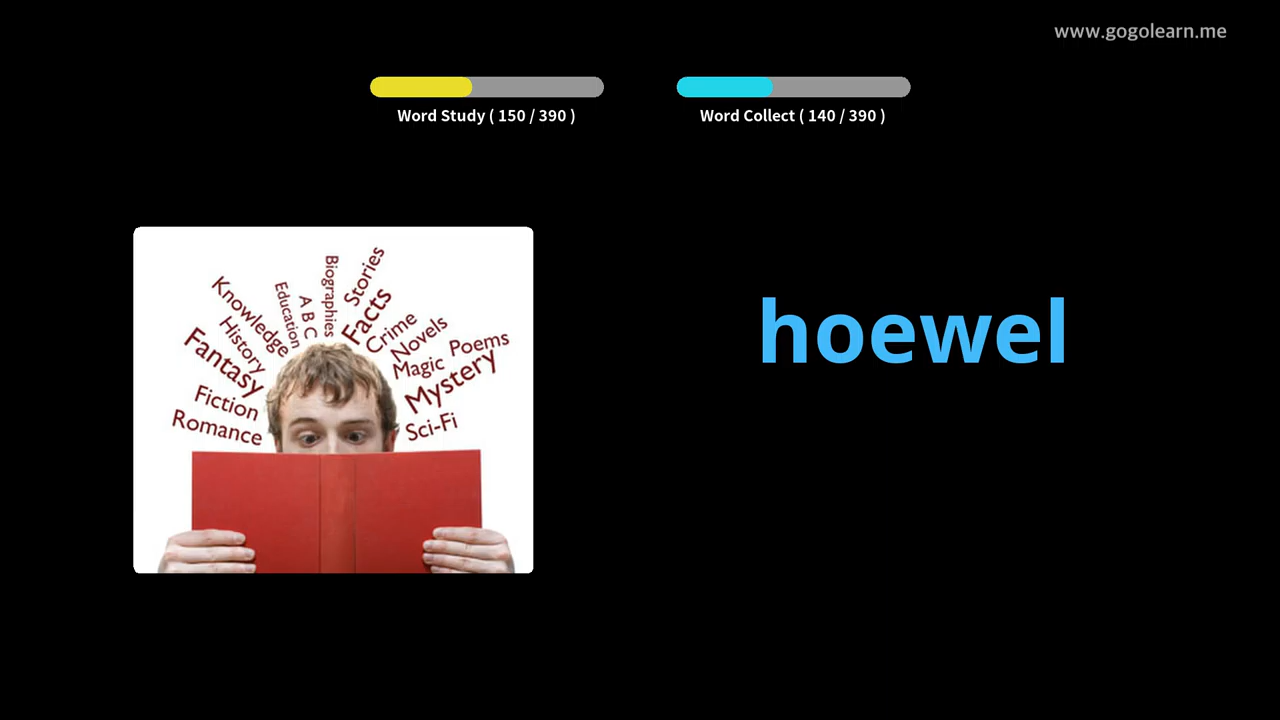 www.gogolearn.me
Word Study ( 150 / 390 )
Word Collect ( 140 / 390 )
hoewel
Romance
Fiction
Fantasy
History
Knowledge
Education
A B C
Biographies
Stories
Facts
Crime
Novels
Magic
Poems
Mystery
Sci-Fi